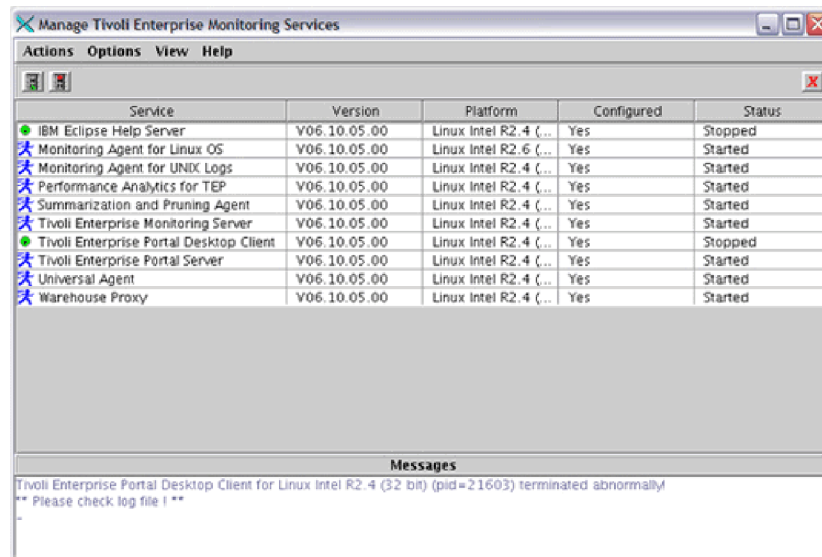 Manage Tivoli Enterprise Monitoring Services
Actions Options View Help
Service Version Platform Configured Status
IBM Eclipse Help Server V06.10.05.00 Linux Intel R2.4 (... Yes Stopped
Monitoring Agent for Linux OS V06.10.05.00 Linux Intel R2.6 (... Yes Started
Monitoring Agent for UNIX Logs V06.10.05.00 Linux Intel R2.4 (... Yes Started
Performance Analytics for TEP V06.10.05.00 Linux Intel R2.4 (... Yes Started
Summarization and Pruning Agent V06.10.05.00 Linux Intel R2.4 (... Yes Started
Tivoli Enterprise Monitoring Server V06.10.05.00 Linux Intel R2.4 (... Yes Started
Tivoli Enterprise Portal Desktop Client V06.10.05.00 Linux Intel R2.4 (... Yes Stopped
Tivoli Enterprise Portal Server V06.10.05.00 Linux Intel R2.4 (... Yes Started
Universal Agent V06.10.05.00 Linux Intel R2.4 (... Yes Started
Warehouse Proxy V06.10.05.00 Linux Intel R2.4 (... Yes Started
Messages
Tivoli Enterprise Portal Desktop Client for Linux Intel R2.4 (32 bit) (pid=21603) terminated abnormally!
** Please check log file ! **